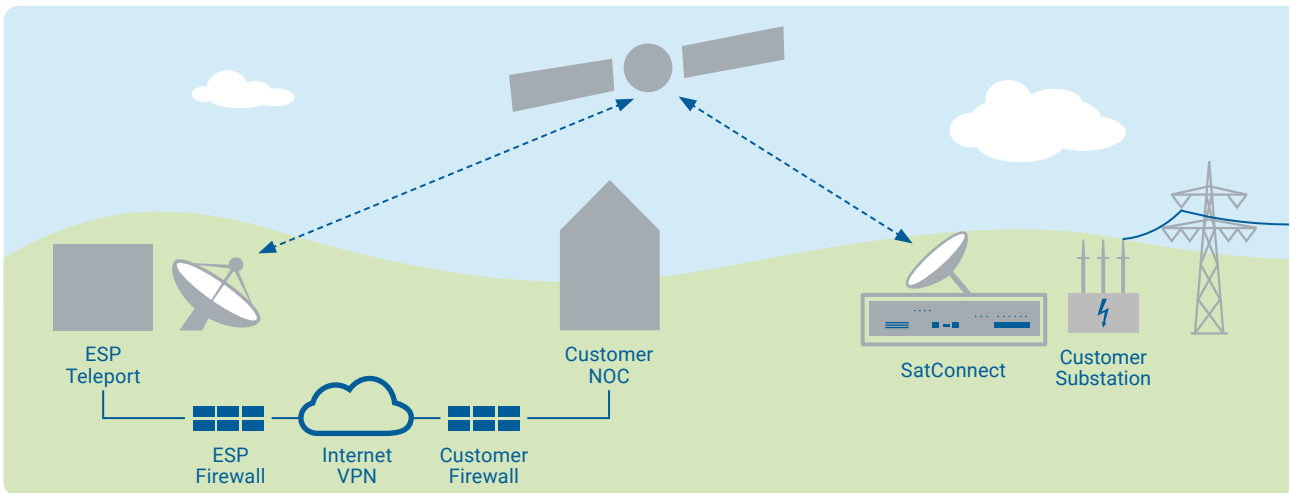 ESP
Teleport
Customer
NOC
SatConnect
Customer
Substation
ESP
Firewall
Internet
VPN
Customer
Firewall